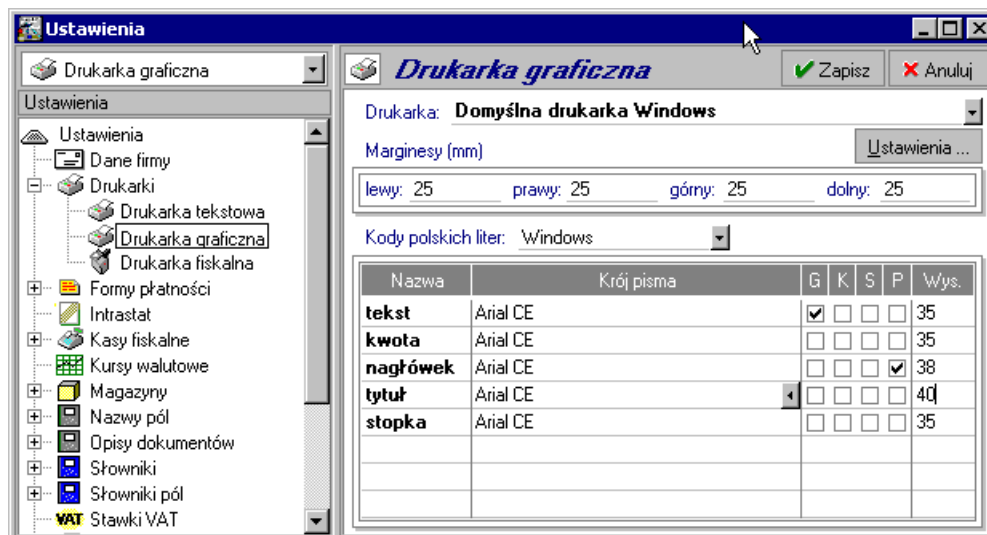 Ustawienia
Drukarka graficzna
Ustawienia
Ustawienia
Dane firmy
Drukarki
Drukarka tekstowa
Drukarka graficzna
Drukarka fiskalna
Formy płatności
Intrastat
Kasy fiskalne
Kursy walutowe
Magazyny
Nazwy pól
Opisy dokumentów
Słowniki
Słowniki pól
VAT Stawki VAT
Drukarka graficzna Zapisz Anuluj
Drukarka: Domyślna drukarka Windows
Marginesy (mm) Ustawienia ...
lewy: 25 prawy: 25 górny: 25 dolny: 25
Kody polskich liter: Windows
Nazwa Krój pisma G K S P Wys.
tekst Arial CE 35
kwota Arial CE 35
nagłówek Arial CE 38
tytuł Arial CE 40
stopka Arial CE 35